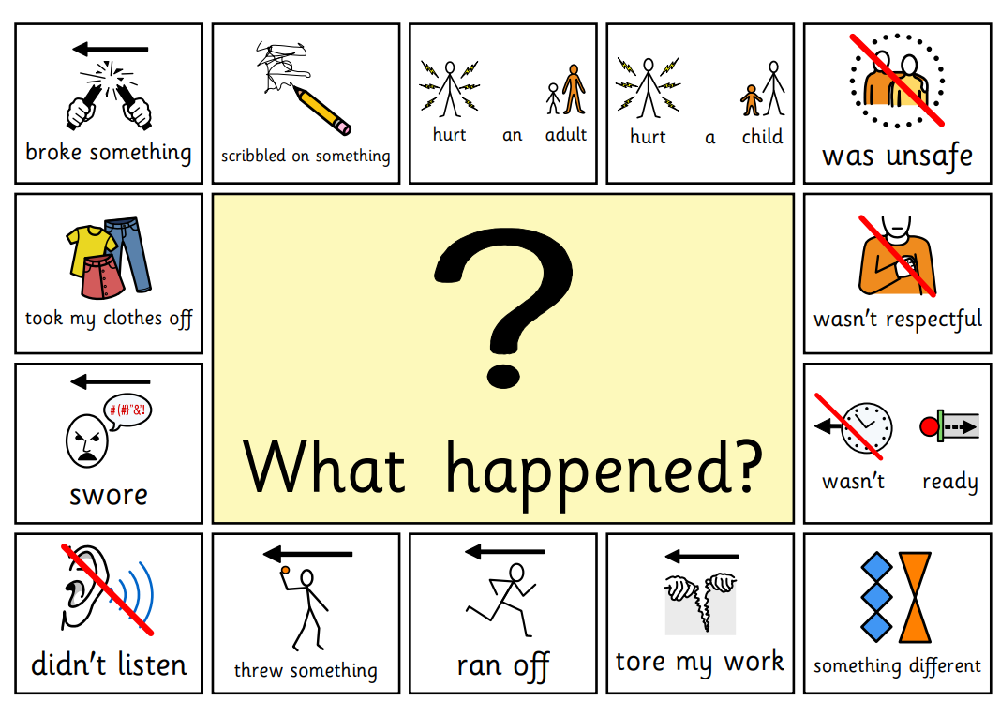 broke something
scribbled on something
hurt an adult
hurt a child
was unsafe
took my clothes off
What happened?
wasn't respectful
#(#}"&'!
swore
wasn't ready
didn't listen
threw something
ran off
tore my work
something different